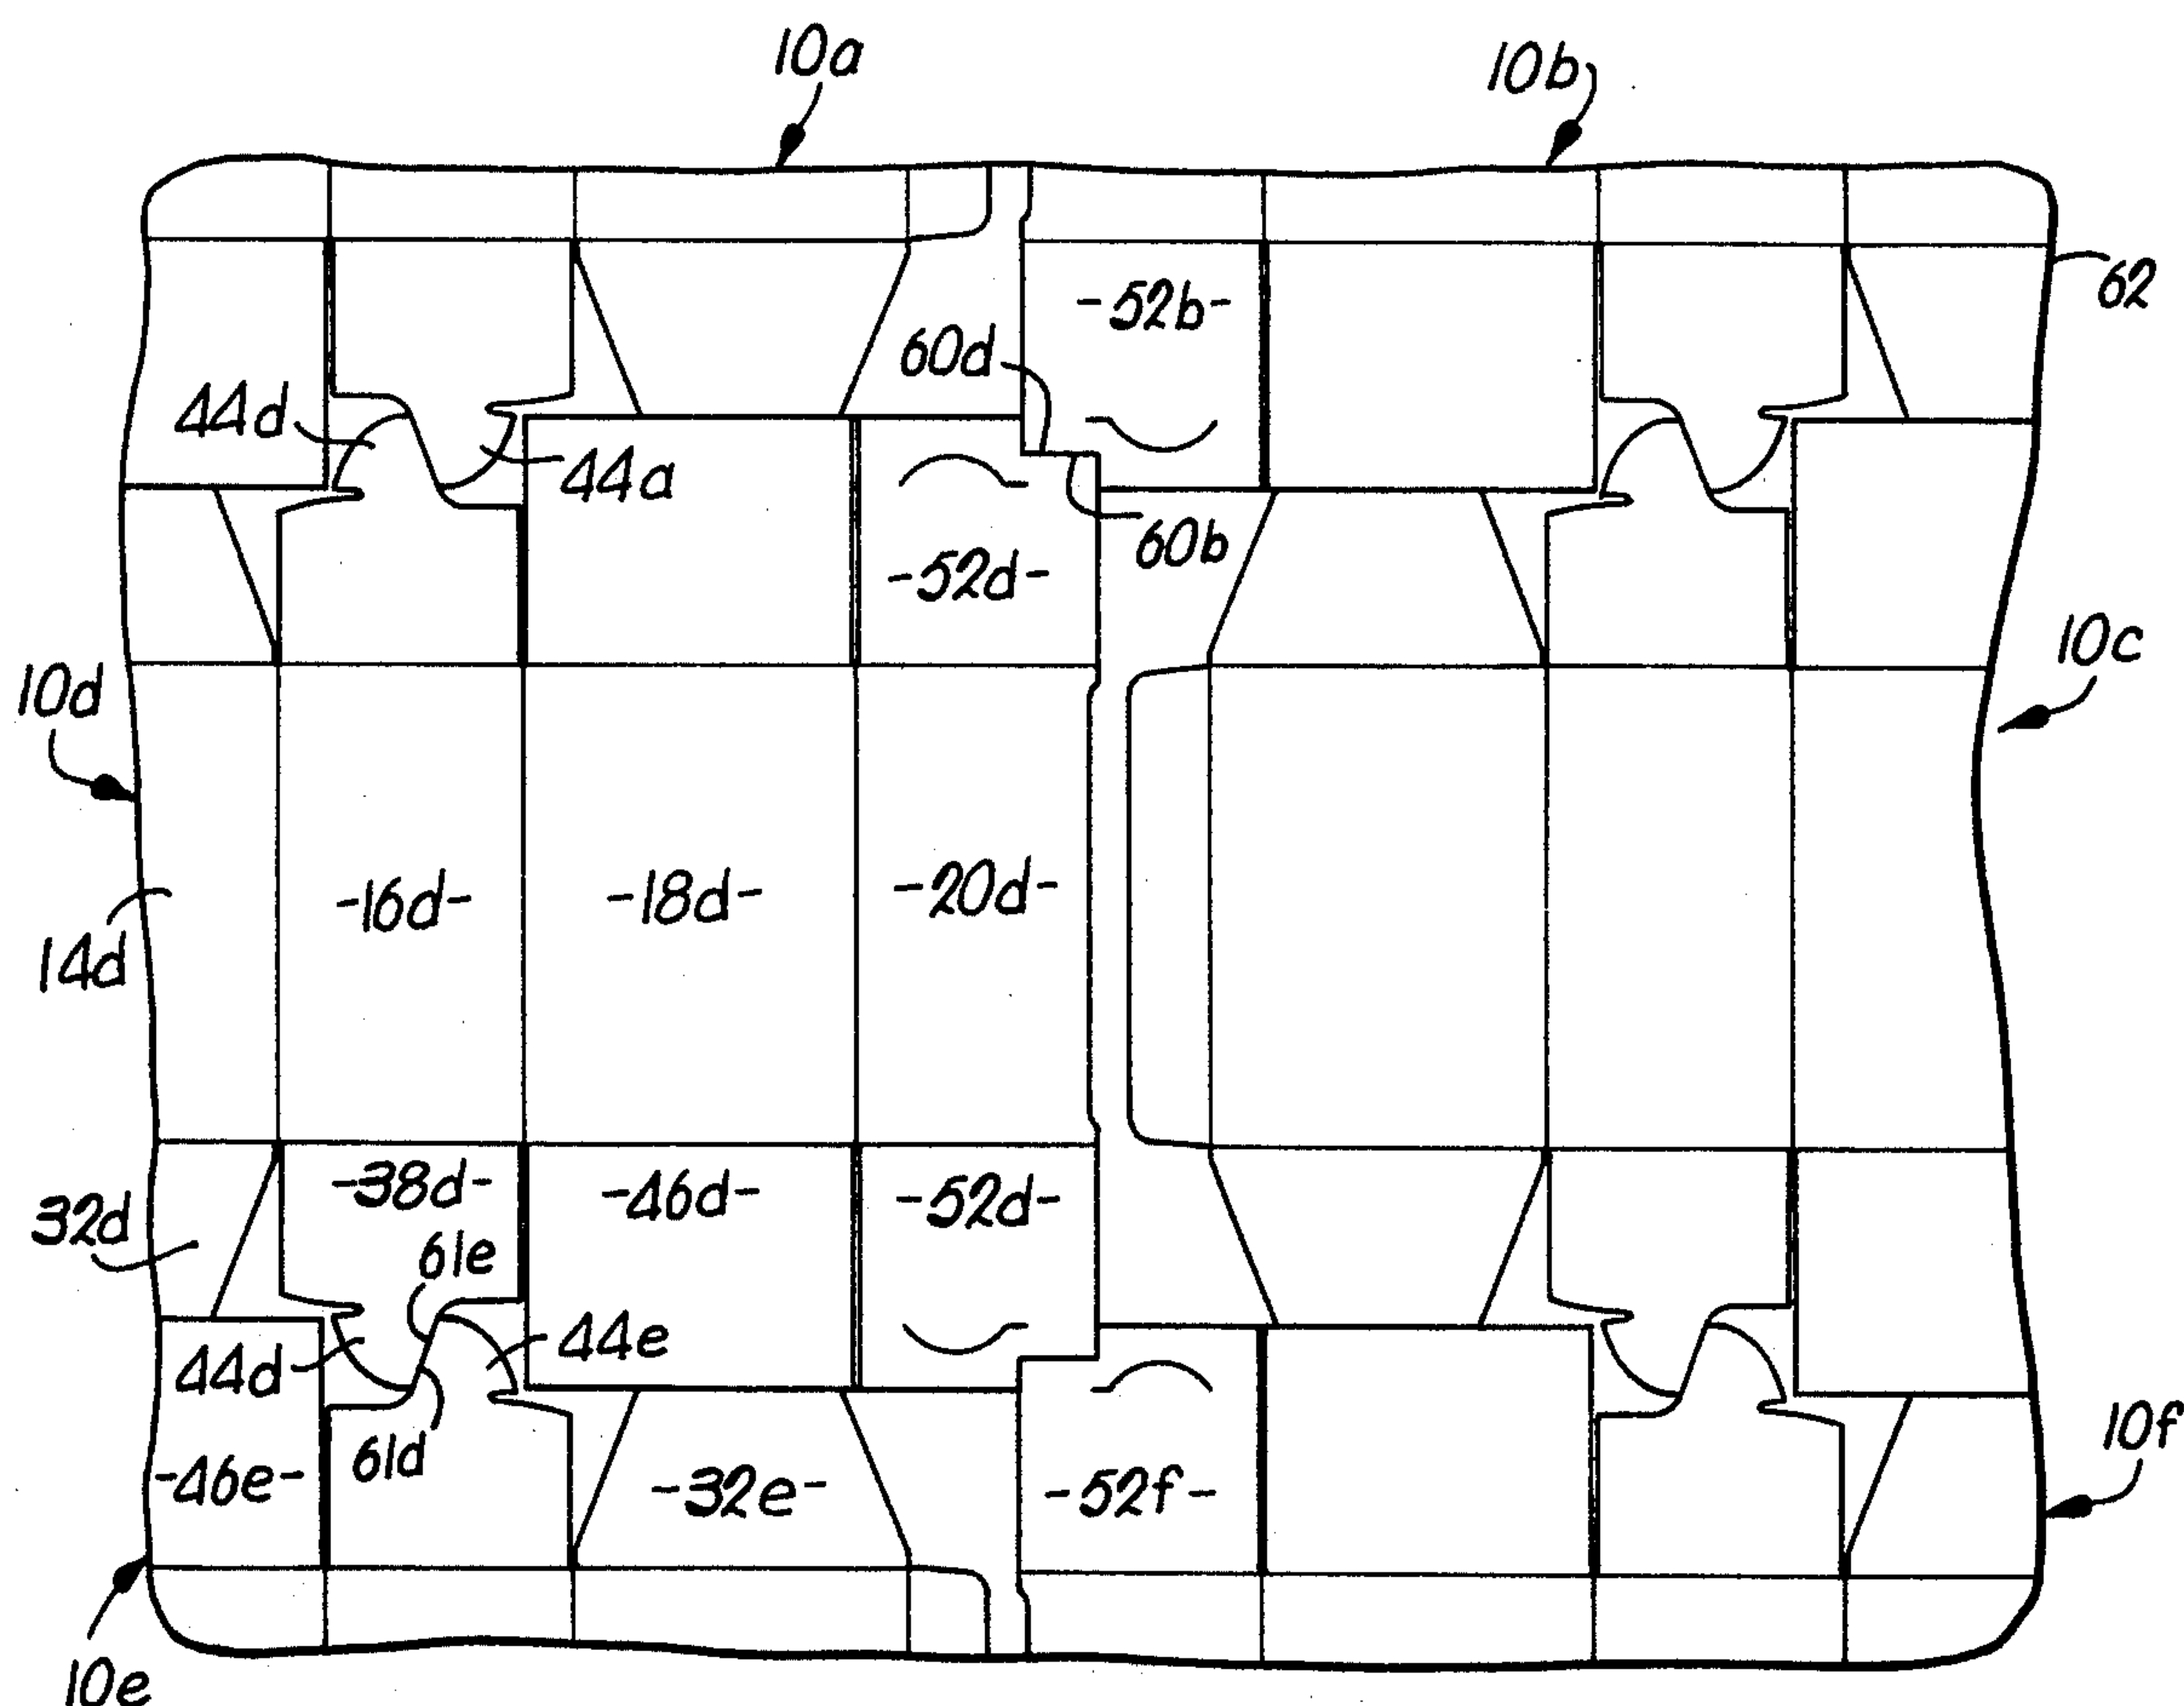 10a
10b
62
-52b-
60d
44d
44a
60b
-52d-
10c
10d
-16d-
-18d-
-20d-
14d
-38d-
-46d-
-52d-
32d
61e
44e
44d
10f
61d
-46e-
-32e-
-52f-
10e